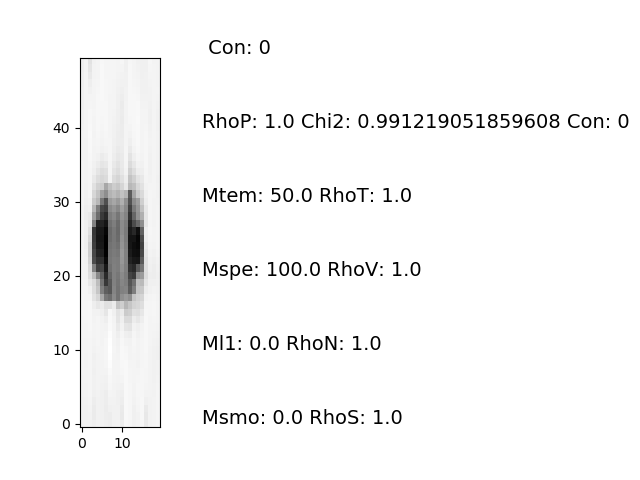 Con: 0
RhoP: 1.0 Chi2: 0.991219051859608 Con: 0
Mtem: 50.0 RhoT: 1.0
Mspe: 100.0 RhoV: 1.0
Ml1: 0.0 RhoN: 1.0
Msmo: 0.0 RhoS: 1.0
40
30
20
10
0
0 10